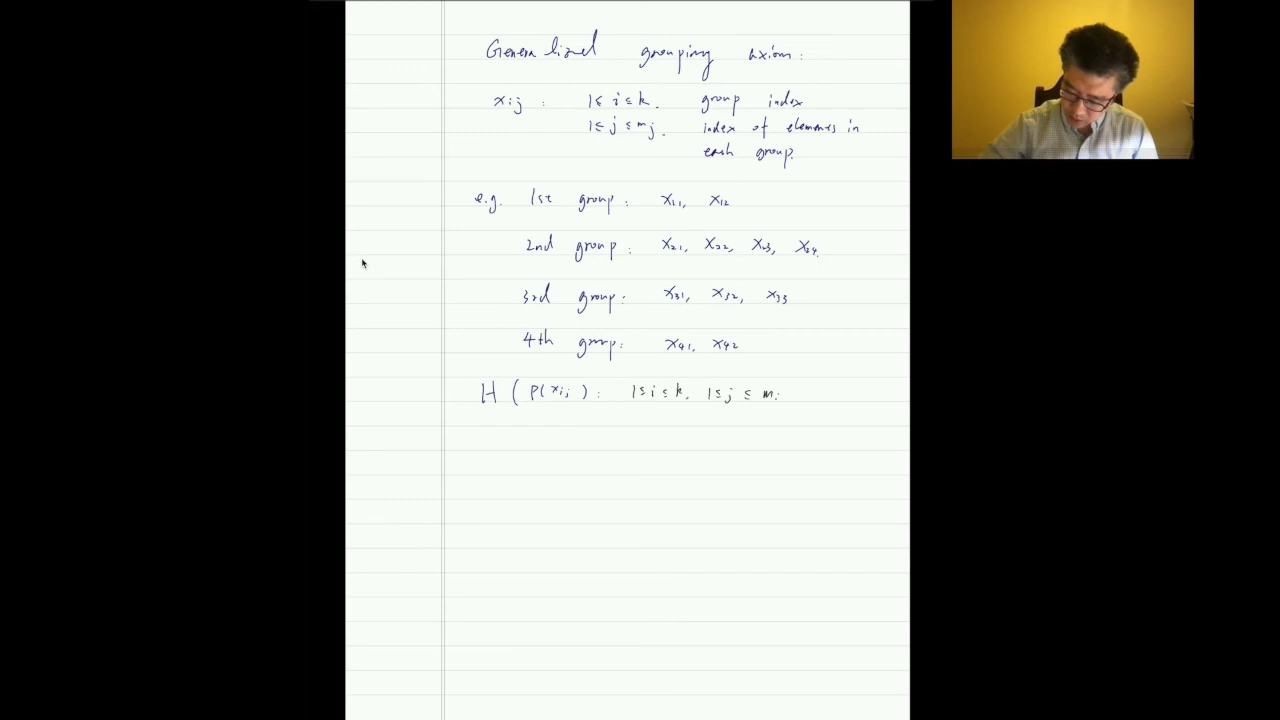 Generalized grouping axiom:
xij : 1≤ i ≤ k. group index
1≤ j ≤ mj. index of elements in
each group.
e.g. 1st group: x11, x12
2nd group: x21, x22, x23, x24.
3rd group: x31, x32, x33
4th group: x41, x42
H ( p(xij) : 1≤ i ≤ k, 1≤ j ≤ mi